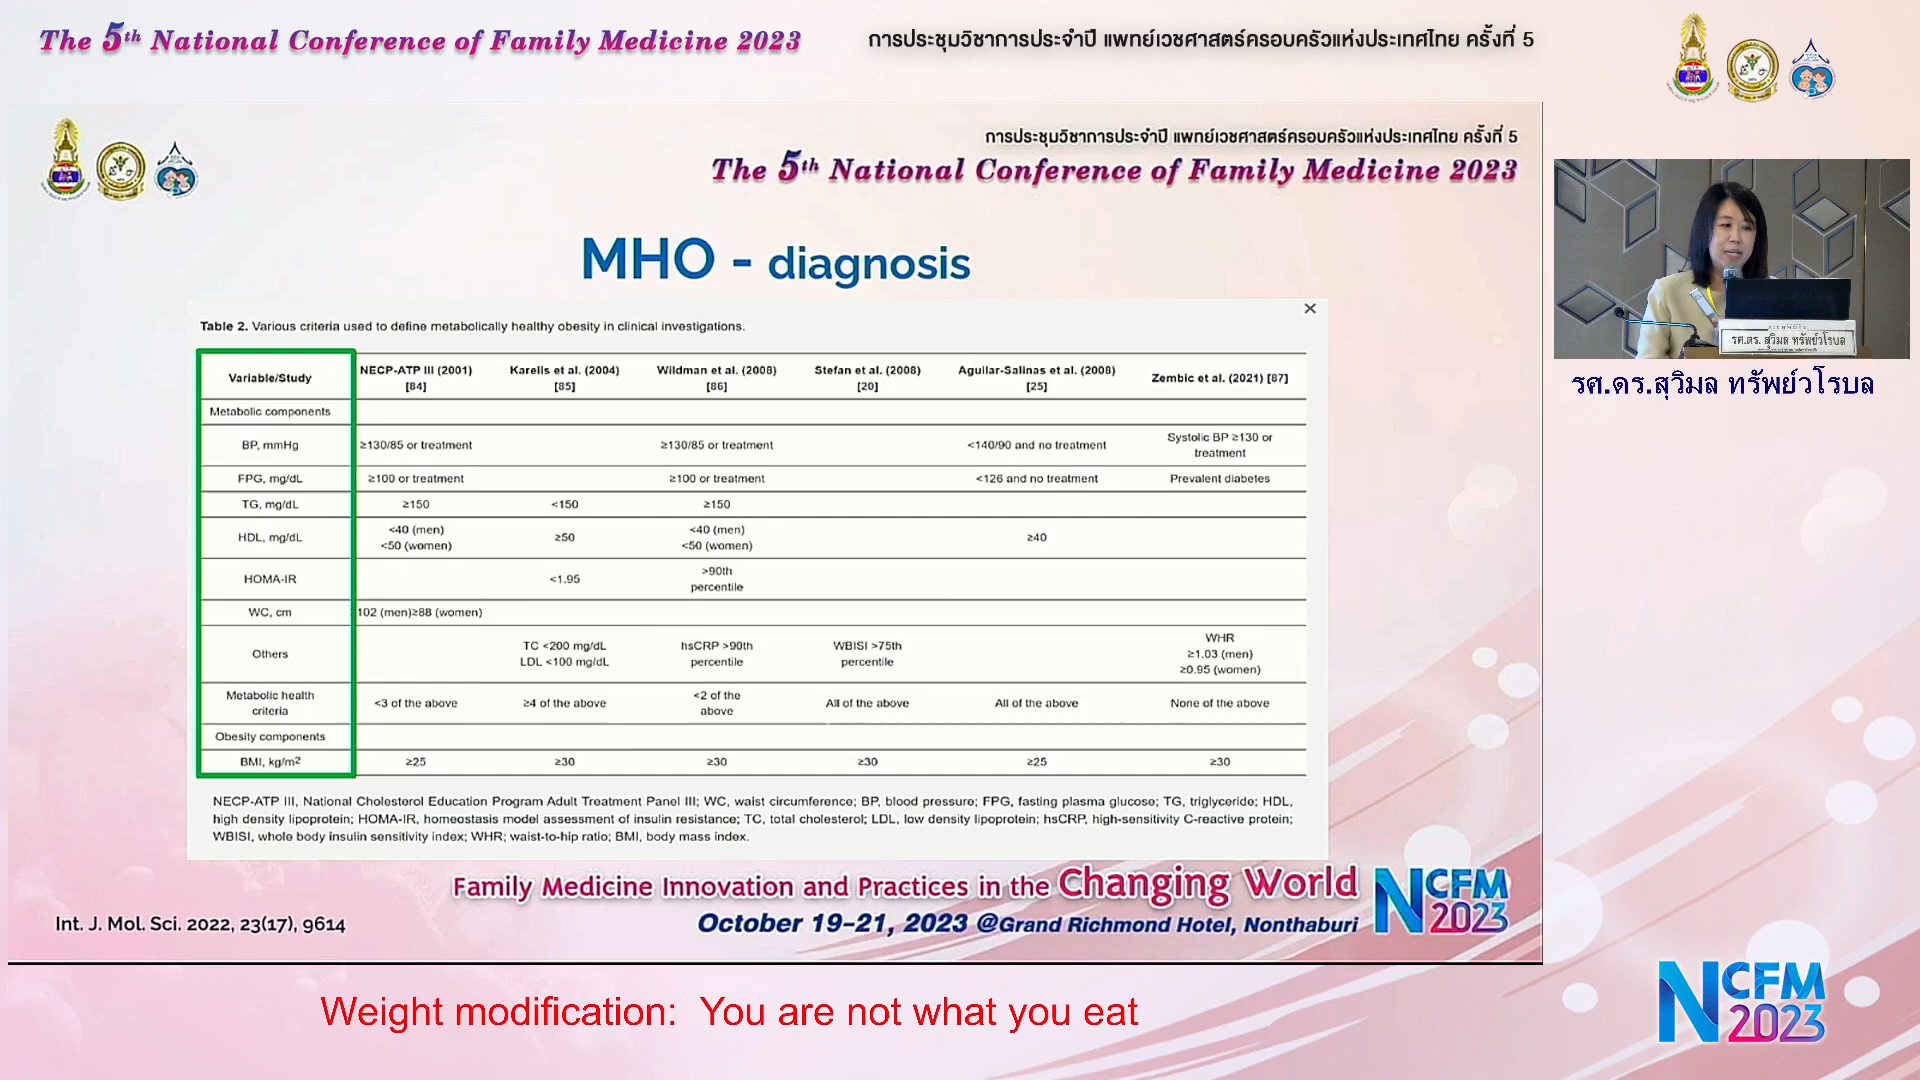 The 5th National Conference of Family Medicine 2023
การประชุมวิชาการประจำปี แพทย์เวชศาสตร์ครอบครัวแห่งประเทศไทย ครั้งที่ 5
การประชุมวิชาการประจำปี แพทย์เวชศาสตร์ครอบครัวแห่งประเทศไทย ครั้งที่ 5
The 5th National Conference of Family Medicine 2023
MHO - diagnosis
Table 2. Various criteria used to define metabolically healthy obesity in clinical investigations.
Variable/Study NECP-ATP III (2001) [84] Karelis et al. (2004) [85] Wildman et al. (2008) [86] Stefan et al. (2008) [20] Aguilar-Salinas et al. (2008) [25] Zembic et al. (2021) [87]
Metabolic components
BP, mmHg ≥130/85 or treatment ≥130/85 or treatment <140/90 and no treatment Systolic BP ≥130 or treatment
FPG, mg/dL ≥100 or treatment ≥100 or treatment <126 and no treatment Prevalent diabetes
TG, mg/dL ≥150 <150 ≥150
HDL, mg/dL <40 (men) <50 (women) ≥50 <40 (men) <50 (women) ≥40
HOMA-IR <1.95 >90th percentile
WC, cm 102 (men)≥88 (women)
Others TC <200 mg/dL LDL <100 mg/dL hsCRP >90th percentile WBISI >75th percentile WHR ≥1.03 (men) ≥0.95 (women)
Metabolic health criteria <3 of the above ≥4 of the above <2 of the above All of the above All of the above None of the above
Obesity components
BMI, kg/m² ≥25 ≥30 ≥30 ≥30 ≥25 ≥30
NECP-ATP III, National Cholesterol Education Program Adult Treatment Panel III; WC, waist circumference; BP, blood pressure; FPG, fasting plasma glucose; TG, triglyceride; HDL,
high density lipoprotein; HOMA-IR, homeostasis model assessment of insulin resistance; TC, total cholesterol; LDL, low density lipoprotein; hsCRP, high-sensitivity C-reactive protein;
WBISI, whole body insulin sensitivity index; WHR; waist-to-hip ratio; BMI, body mass index.
Family Medicine Innovation and Practices in the Changing World
October 19-21, 2023 @Grand Richmond Hotel, Nonthaburi
NCFM 2023
Int. J. Mol. Sci. 2022, 23(17), 9614
รศ.ดร. สุวิมล ทรัพย์วโรบล
รศ.ดร.สุวิมล ทรัพย์วโรบล
Weight modification: You are not what you eat
NCFM 2023